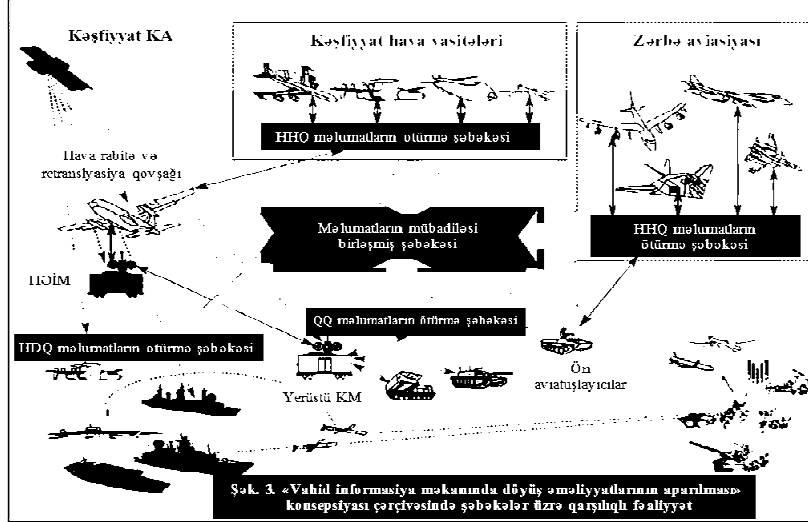 Kəşfiyyat KA
Kəşfiyyat hava vasitələri
Zərbə aviasiyası
HHQ məlumatların ötürmə şəbəkəsi
Hava rabitə və
retransiyasiya qovşağı
Məlumatların mübadiləsi
birləşmiş şəbəkəsi
HHQ məlumatların
ötürmə şəbəkəsi
HƏİM
QQ məlumatların ötürmə şəbəkəsi
HDQ məlumatların ötürmə şəbəkəsi
Yerüstü KM
Ön
aviatuşlayıcılar
Şək. 3. «Vahid informasiya məkanında döyüş əməliyyatlarının aparılması»
konsepsiyası çərçivəsində şəbəkələr üzrə qarşılıqlı fəaliyyət